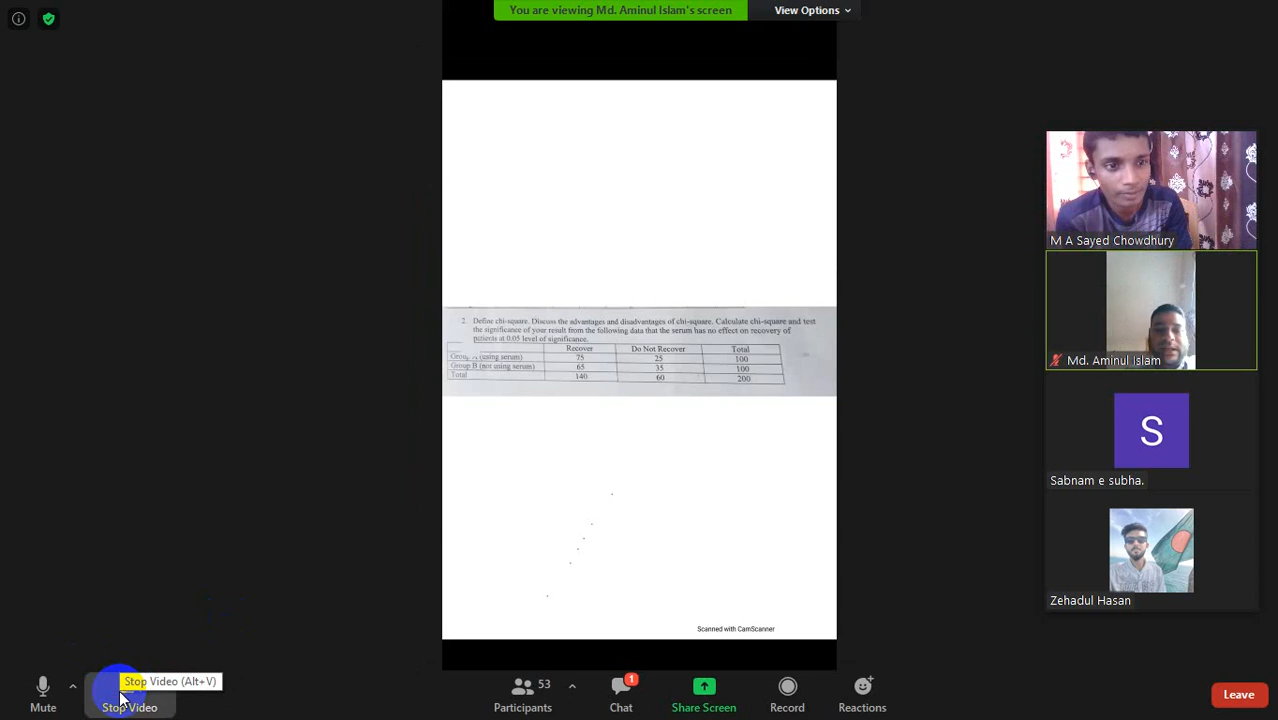 You are viewing Md. Aminul Islam's screen
View Options
2. Define chi-square. Discuss the advantages and disadvantages of chi-square. Calculate chi-square and test
the significance of your result from the following data that the serum has no effect on recovery of
patients at 0.05 level of significance.
Recover Do Not Recover Total
Group A (using serum) 75 25 100
Group B (not using serum) 65 35 100
Total 140 60 200
Scanned with CamScanner
M A Sayed Chowdhury
Md. Aminul Islam
S
Sabnam e subha.
Zehadul Hasan
Stop Video (Alt+V)
Mute
Stop Video
53
Participants
1
Chat
Share Screen
Record
Reactions
Leave